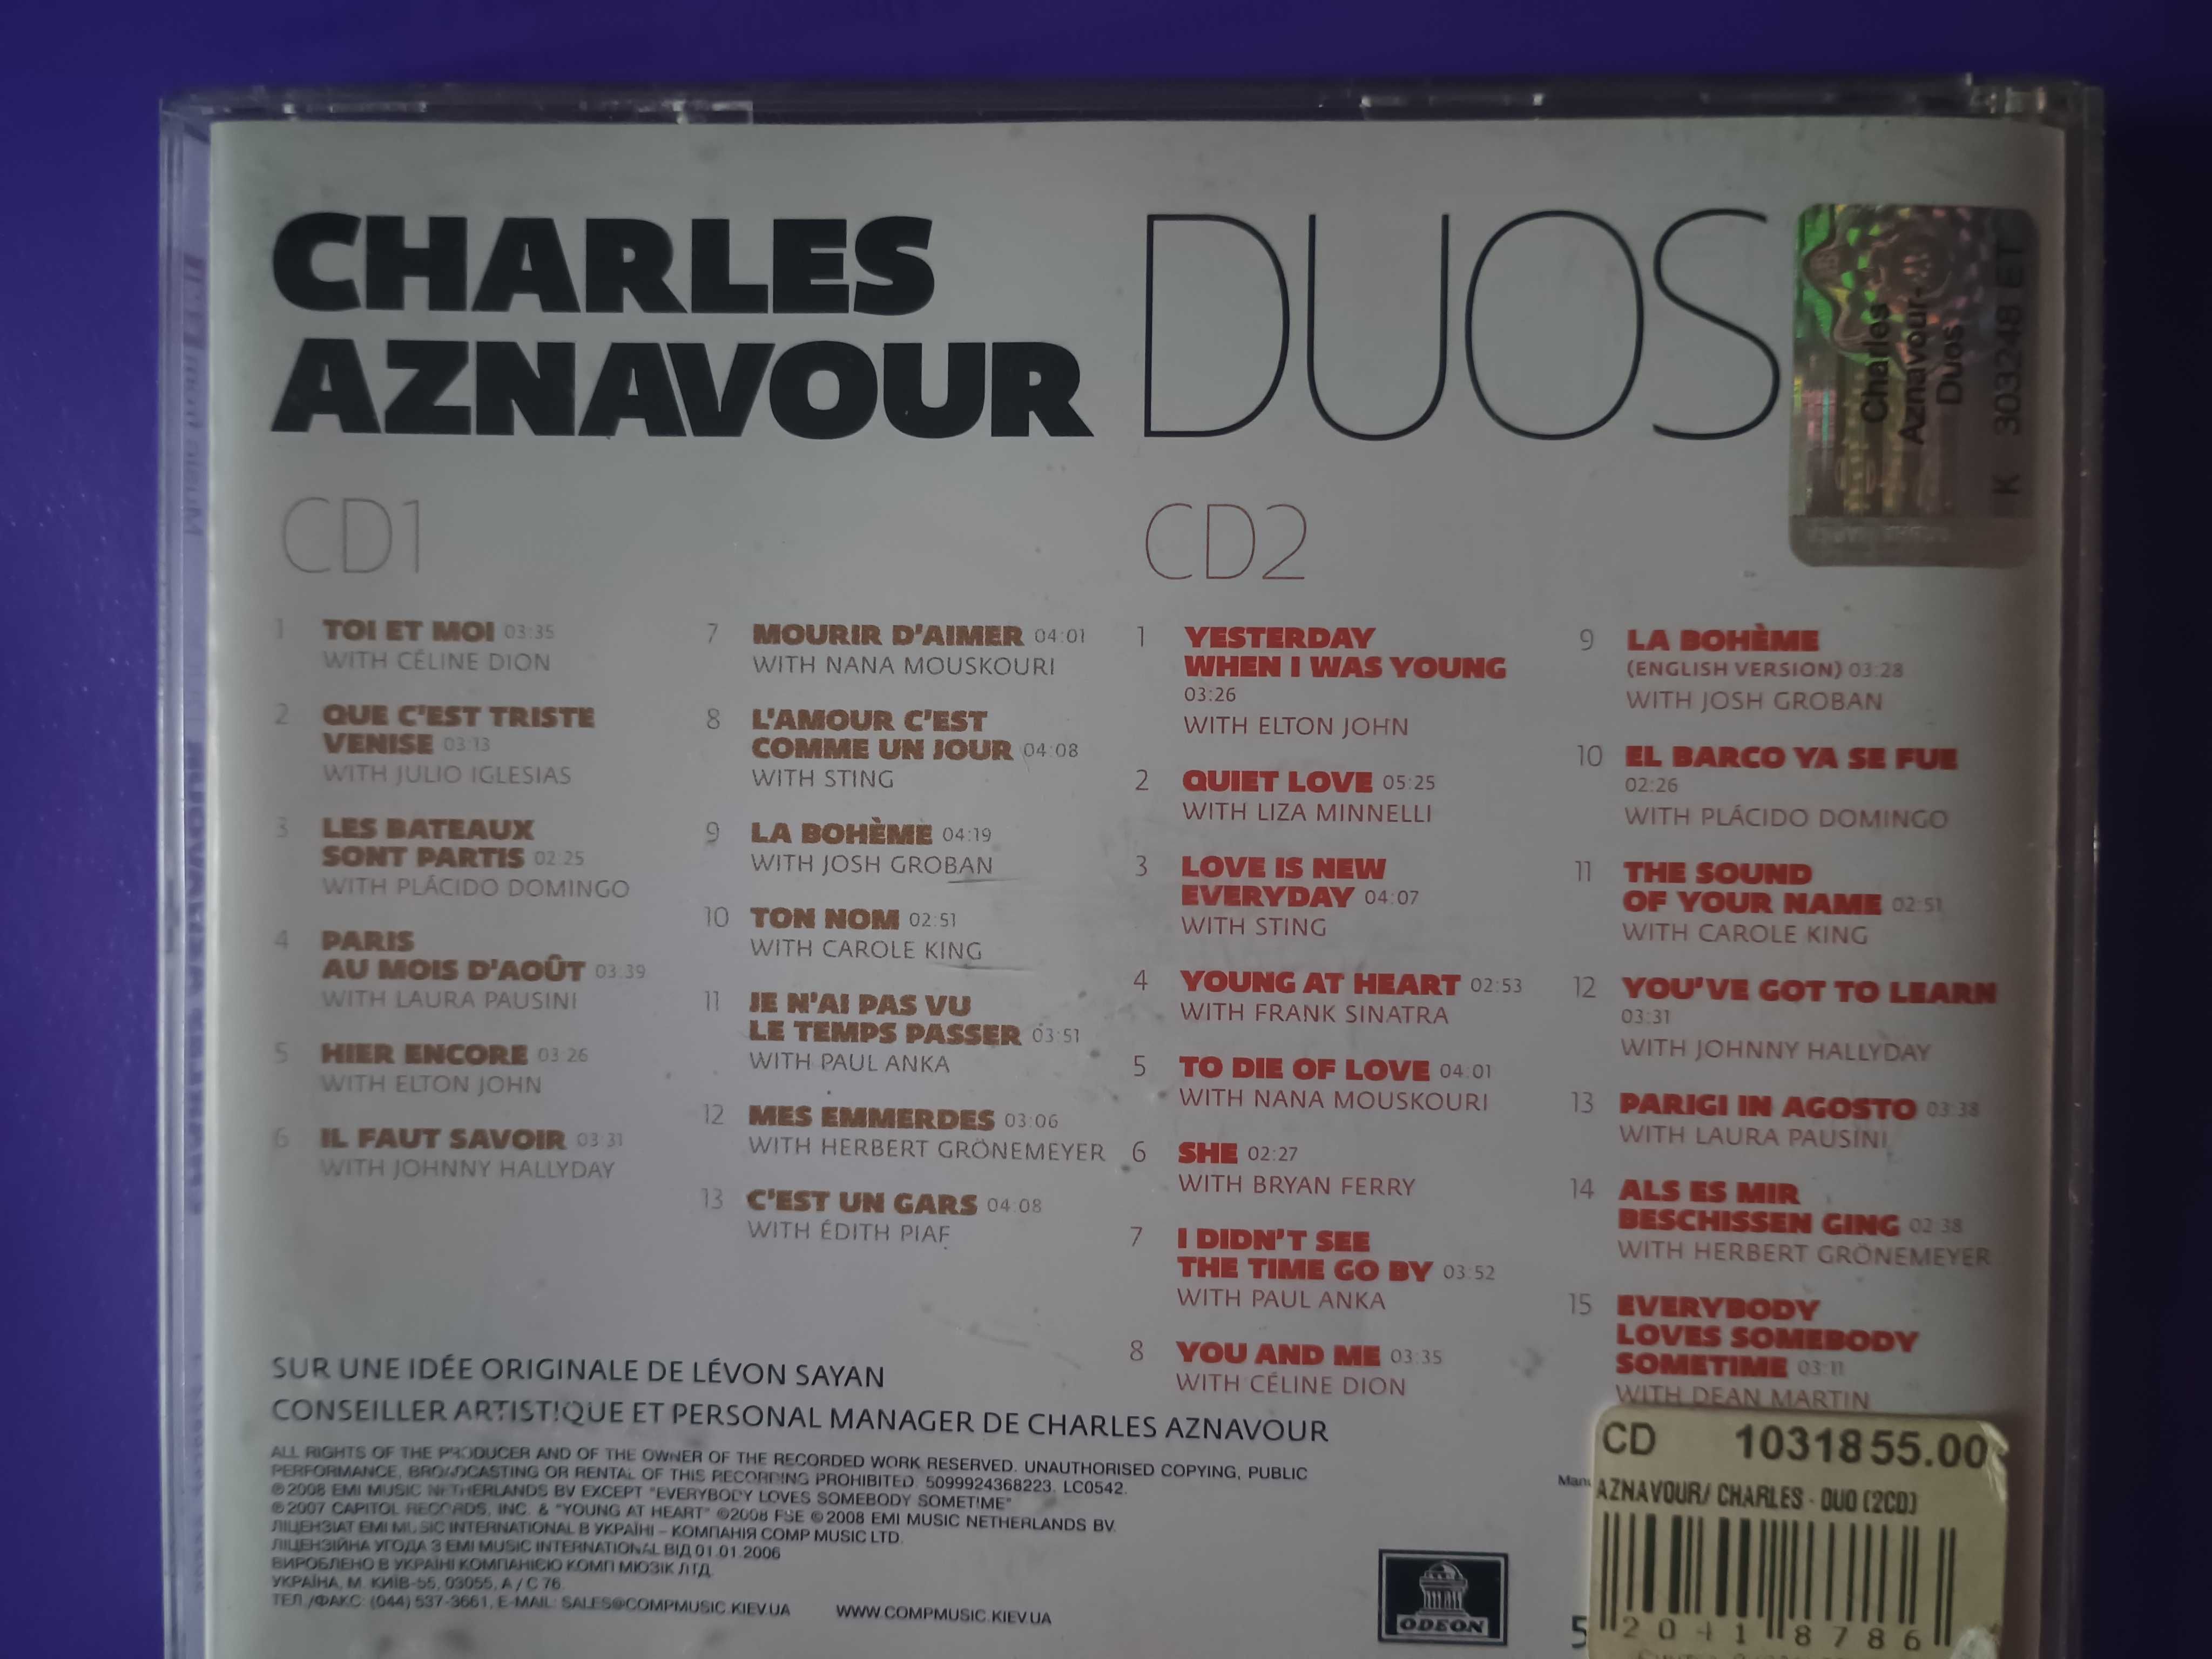 CHARLES
AZNAVOUR
DUOS
Charles
Aznavour-
Duos
K 303248 ET
CD1
1 TOI ET MOI 03:35
WITH CÉLINE DION
2 QUE C'EST TRISTE
VENISE 03:13
WITH JULIO IGLESIAS
3 LES BATEAUX
SONT PARTIS 02:25
WITH PLÁCIDO DOMINGO
4 PARIS
AU MOIS D'AOÛT 03:39
WITH LAURA PAUSINI
5 HIER ENCORE 03:26
WITH ELTON JOHN
6 IL FAUT SAVOIR 03:31
WITH JOHNNY HALLYDAY
7 MOURIR D'AIMER 04:01
WITH NANA MOUSKOURI
8 L'AMOUR C'EST
COMME UN JOUR 04:08
WITH STING
9 LA BOHÈME 04:19
WITH JOSH GROBAN
10 TON NOM 02:51
WITH CAROLE KING
11 JE N'AI PAS VU
LE TEMPS PASSER 03:51
WITH PAUL ANKA
12 MES EMMERDES 03:06
WITH HERBERT GRÖNEMEYER
13 C'EST UN GARS 04:08
WITH ÉDITH PIAF
CD2
1 YESTERDAY
WHEN I WAS YOUNG
03:26
WITH ELTON JOHN
2 QUIET LOVE 05:25
WITH LIZA MINNELLI
3 LOVE IS NEW
EVERYDAY 04:07
WITH STING
4 YOUNG AT HEART 02:53
WITH FRANK SINATRA
5 TO DIE OF LOVE 04:01
WITH NANA MOUSKOURI
6 SHE 02:27
WITH BRYAN FERRY
7 I DIDN'T SEE
THE TIME GO BY 03:52
WITH PAUL ANKA
8 YOU AND ME 03:35
WITH CÉLINE DION
9 LA BOHÈME
(ENGLISH VERSION) 03:28
WITH JOSH GROBAN
10 EL BARCO YA SE FUE
02:26
WITH PLÁCIDO DOMINGO
11 THE SOUND
OF YOUR NAME 02:51
WITH CAROLE KING
12 YOU'VE GOT TO LEARN
03:31
WITH JOHNNY HALLYDAY
13 PARIGI IN AGOSTO 03:38
WITH LAURA PAUSINI
14 ALS ES MIR
BESCHISSEN GING 02:38
WITH HERBERT GRÖNEMEYER
15 EVERYBODY
LOVES SOMEBODY
SOMETIME 03:11
WITH DEAN MARTIN
SUR UNE IDÉE ORIGINALE DE LÉVON SAYAN
CONSEILLER ARTISTIQUE ET PERSONAL MANAGER DE CHARLES AZNAVOUR
ALL RIGHTS OF THE PRODUCER AND OF THE OWNER OF THE RECORDED WORK RESERVED. UNAUTHORISED COPYING, PUBLIC
PERFORMANCE, BROADCASTING OR RENTAL OF THIS RECORDING PROHIBITED. 5099924368223. LC0542.
℗2008 EMI MUSIC NETHERLANDS BV EXCEPT "EVERYBODY LOVES SOMEBODY SOMETIME"
℗2007 CAPITOL RECORDS, INC. & "YOUNG AT HEART" ℗2008 FSE ©2008 EMI MUSIC NETHERLANDS BV.
ЛІЦЕНЗІАТ EMI MUSIC INTERNATIONAL В УКРАЇНІ – КОМПАНІЯ COMP MUSIC LTD.
ЛІЦЕНЗІЙНА УГОДА З EMI MUSIC INTERNATIONAL ВІД 01.01.2006
ВИРОБЛЕНО В УКРАЇНІ КОМПАНІЄЮ КОМП МЮЗІК ЛТД.
УКРАЇНА, М. КИЇВ-55, 03055, А / С 76.
ТЕЛ./ФАКС: (044) 537-3661, E-MAIL: SALES@COMPMUSIC.KIEV.UA WWW.COMPMUSIC.KIEV.UA
ODEON
CD 1031855.00
AZNAVOUR/ CHARLES - DUO (2CD)
2 0 4 1 8 7 8 6
5